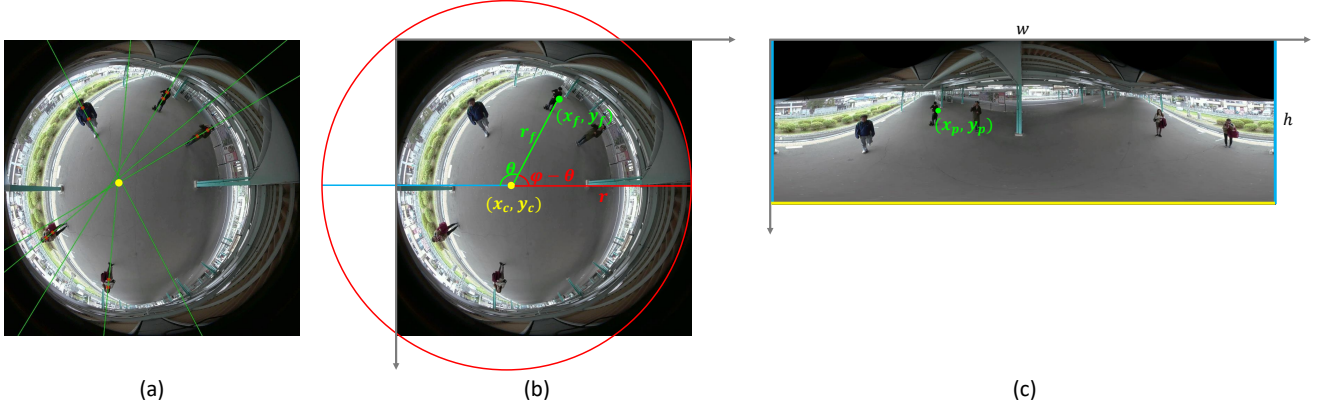 w
h
(x_f, y_f)
r_f
θ
φ − θ
(x_c, y_c)
r
(x_p, y_p)
(a)
(b)
(c)